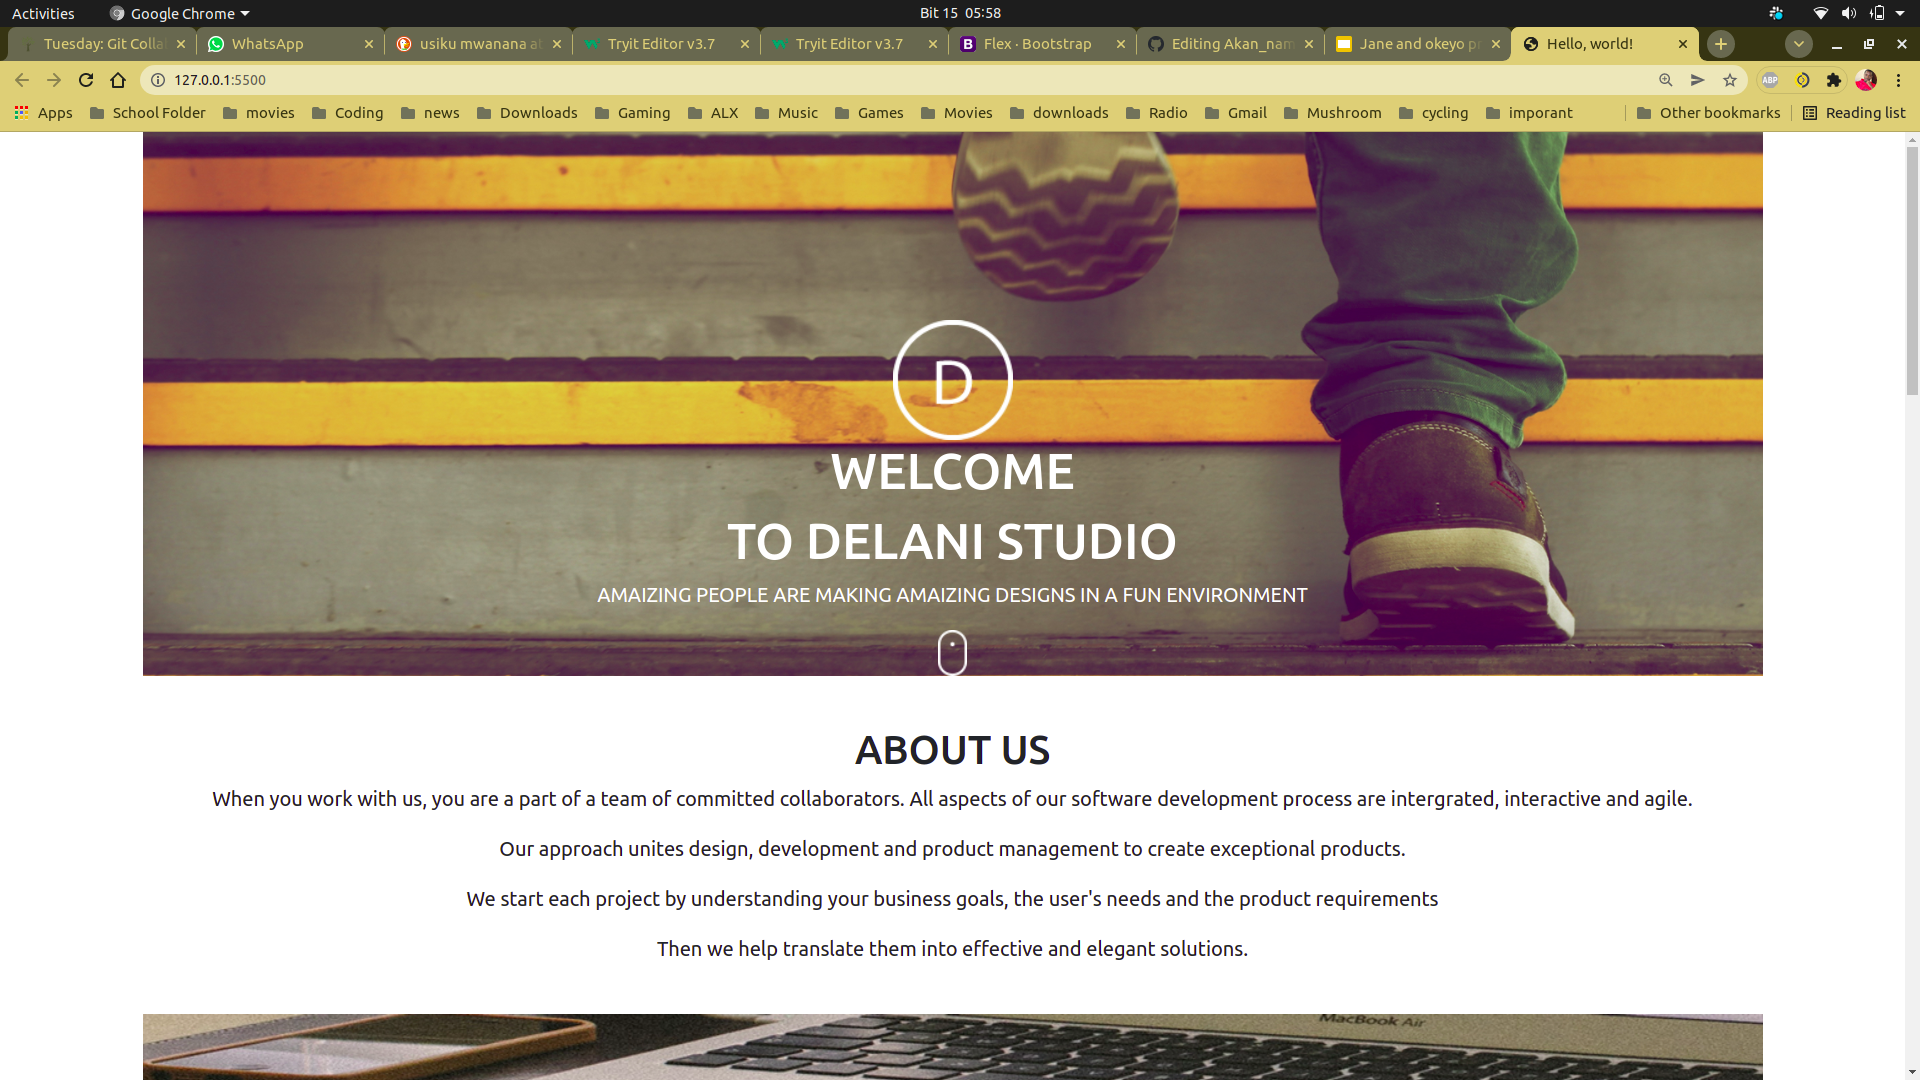 Activities Google Chrome Bit 15 05:58
Tuesday: Git Colla WhatsApp usiku mwanana at Tryit Editor v3.7 Tryit Editor v3.7 Flex · Bootstrap Editing Akan_nam Jane and okeyo p Hello, world!
127.0.0.1:5500 ABP
Apps School Folder movies Coding news Downloads Gaming ALX Music Games Movies downloads Radio Gmail Mushroom cycling imporant Other bookmarks Reading list
D
WELCOME
TO DELANI STUDIO
AMAIZING PEOPLE ARE MAKING AMAIZING DESIGNS IN A FUN ENVIRONMENT
ABOUT US
When you work with us, you are a part of a team of committed collaborators. All aspects of our software development process are intergrated, interactive and agile.
Our approach unites design, development and product management to create exceptional products.
We start each project by understanding your business goals, the user's needs and the product requirements
Then we help translate them into effective and elegant solutions.
MacBook Air